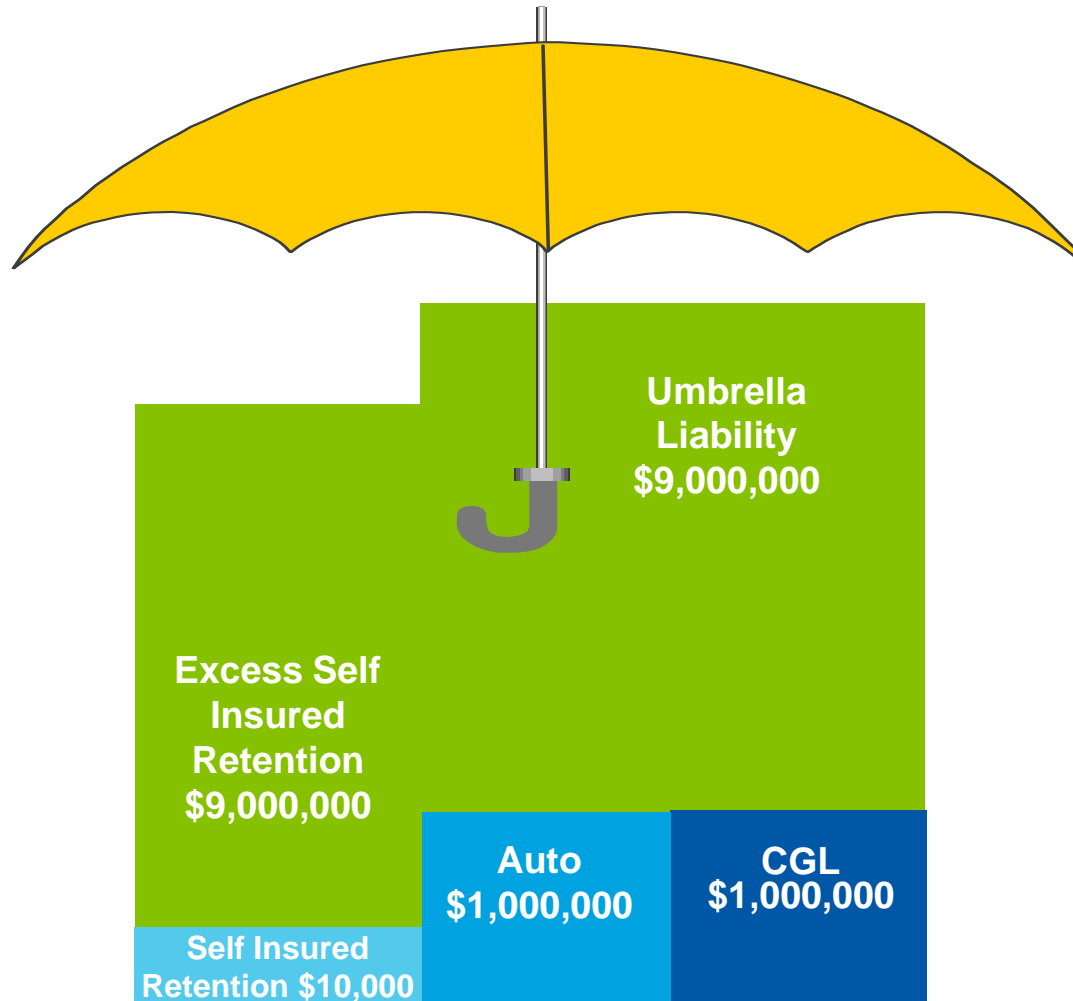 Umbrella
Liability
$9,000,000
Excess Self
Insured
Retention
$9,000,000
Auto
$1,000,000
CGL
$1,000,000
Self Insured
Retention $10,000